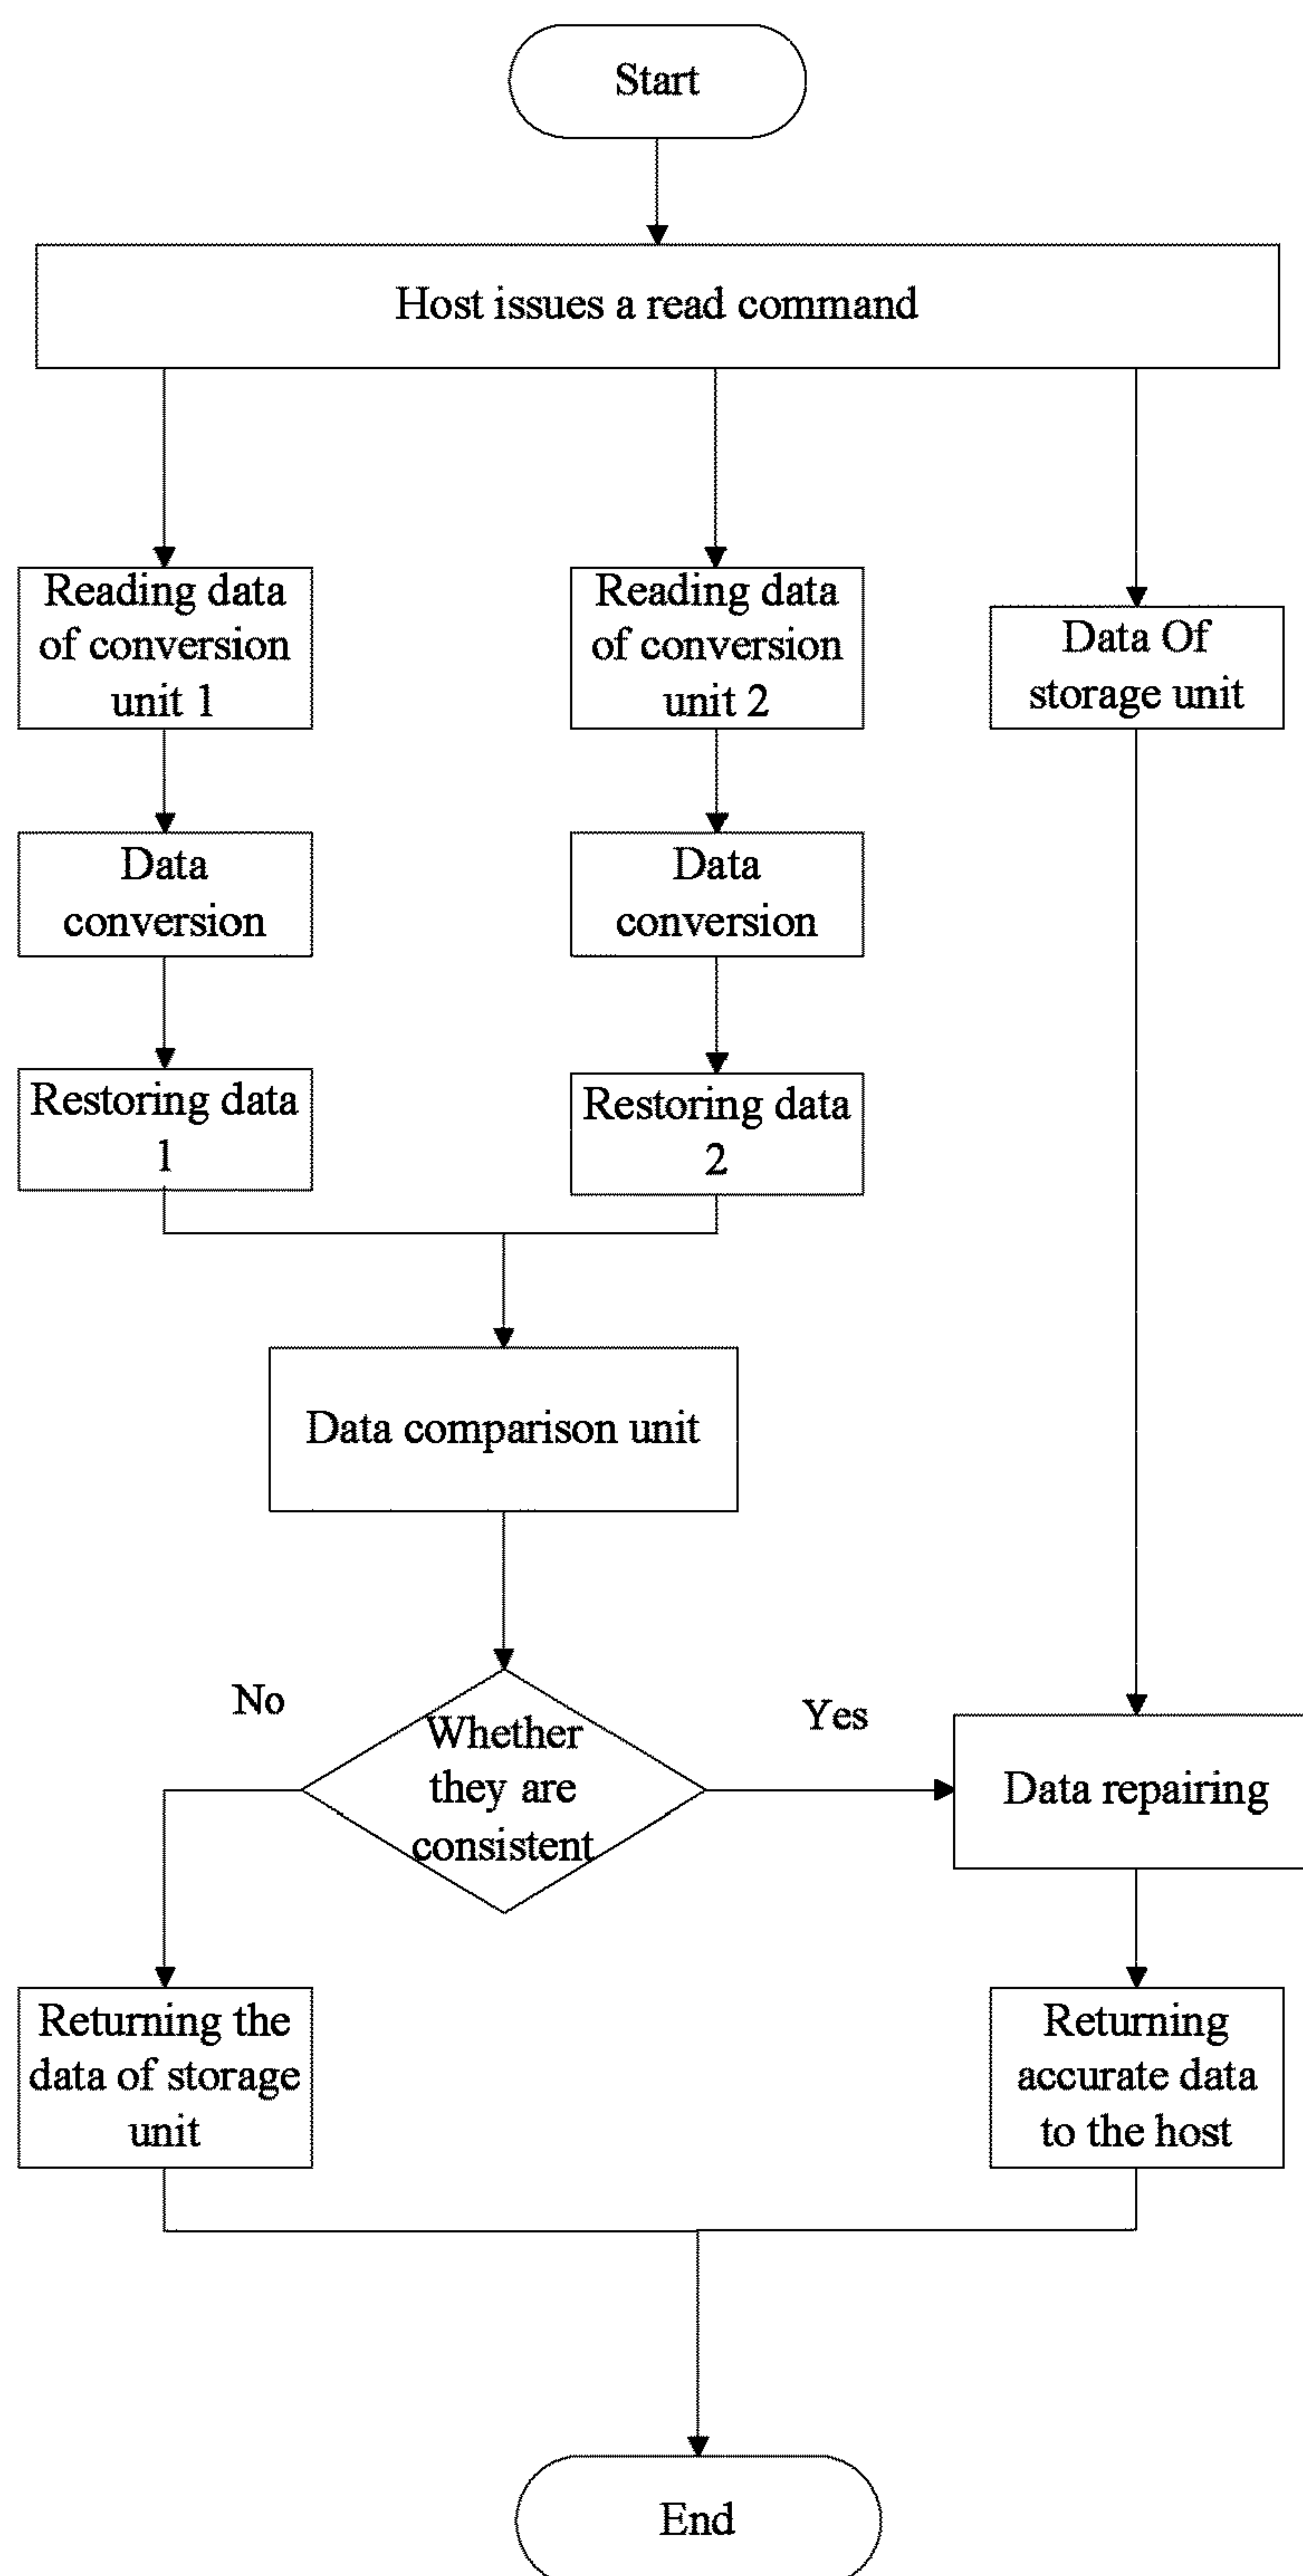 Start
Host issues a read command
Reading data
of conversion
unit 1
Reading data
of conversion
unit 2
Data Of
storage unit
Data
conversion
Data
conversion
Restoring data
1
Restoring data
2
Data comparison unit
No
Whether
they are
consistent
Yes
Data repairing
Returning the
data of storage
unit
Returning
accurate data
to the host
End